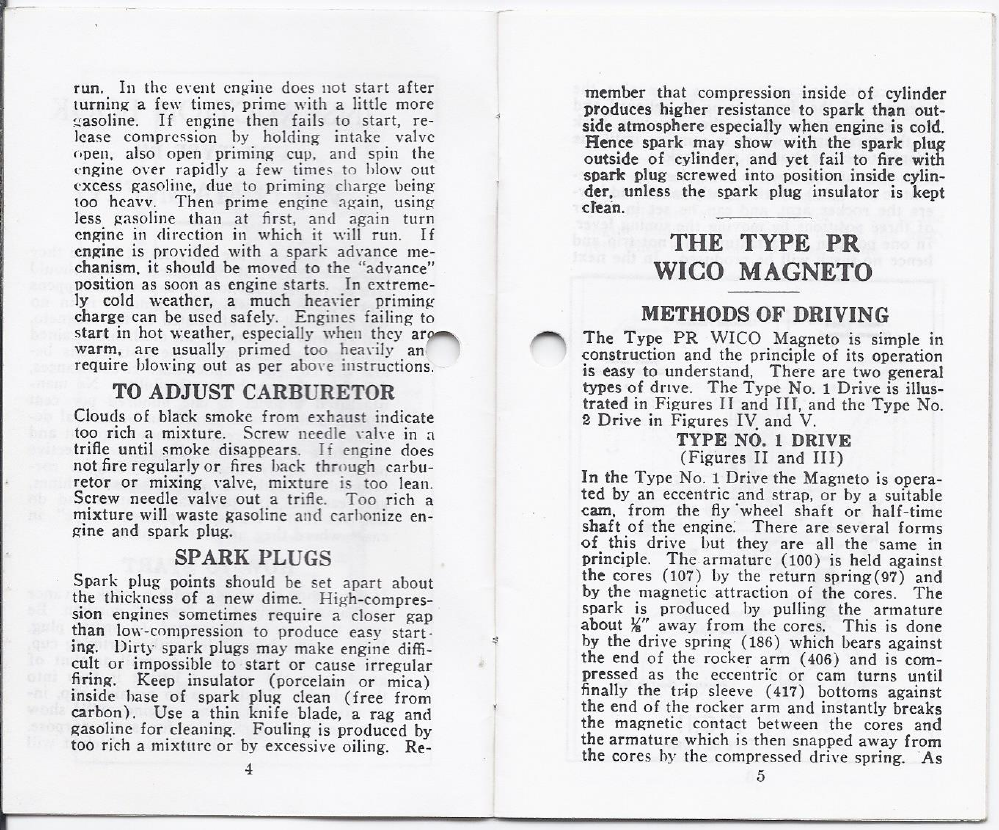 run. In the event engine does not start after
turning a few times, prime with a little more
gasoline. If engine then fails to start, re-
lease compression by holding intake valve
open, also open priming cup, and spin the
engine over rapidly a few times to blow out
excess gasoline, due to priming charge being
too heavy. Then prime engine again, using
less gasoline than at first, and again turn
engine in direction in which it will run. If
engine is provided with a spark advance me-
chanism, it should be moved to the "advance"
position as soon as engine starts. In extreme-
ly cold weather, a much heavier priming
charge can be used safely. Engines failing to
start in hot weather, especially when they are
warm, are usually primed too heavily an
require blowing out as per above instructions.
TO ADJUST CARBURETOR
Clouds of black smoke from exhaust indicate
too rich a mixture. Screw needle valve in a
trifle until smoke disappears. If engine does
not fire regularly or fires back through carbu-
retor or mixing valve, mixture is too lean.
Screw needle valve out a trifle. Too rich a
mixture will waste gasoline and carbonize en-
gine and spark plug.
SPARK PLUGS
Spark plug points should be set apart about
the thickness of a new dime. High-compres-
sion engines sometimes require a closer gap
than low-compression to produce easy start-
ing. Dirty spark plugs may make engine diffi-
cult or impossible to start or cause irregular
firing. Keep insulator (porcelain or mica)
inside base of spark plug clean (free from
carbon). Use a thin knife blade, a rag and
gasoline for cleaning. Fouling is produced by
too rich a mixture or by excessive oiling. Re-
4
member that compression inside of cylinder
produces higher resistance to spark than out-
side atmosphere especially when engine is cold.
Hence spark may show with the spark plug
outside of cylinder, and yet fail to fire with
spark plug screwed into position inside cylin-
der, unless the spark plug insulator is kept
clean.
THE TYPE PR
WICO MAGNETO
METHODS OF DRIVING
The Type PR WICO Magneto is simple in
construction and the principle of its operation
is easy to understand. There are two general
types of drive. The Type No. 1 Drive is illus-
trated in Figures II and III, and the Type No.
2 Drive in Figures IV and V.
TYPE NO. 1 DRIVE
(Figures II and III)
In the Type No. 1 Drive the Magneto is opera-
ted by an eccentric and strap, or by a suitable
cam, from the fly wheel shaft or half-time
shaft of the engine. There are several forms
of this drive but they are all the same in
principle. The armature (100) is held against
the cores (107) by the return spring (97) and
by the magnetic attraction of the cores. The
spark is produced by pulling the armature
about ⅛" away from the cores. This is done
by the drive spring (186) which bears against
the end of the rocker arm (406) and is com-
pressed as the eccentric or cam turns until
finally the trip sleeve (417) bottoms against
the end of the rocker arm and instantly breaks
the magnetic contact between the cores and
the armature which is then snapped away from
the cores by the compressed drive spring. As
5